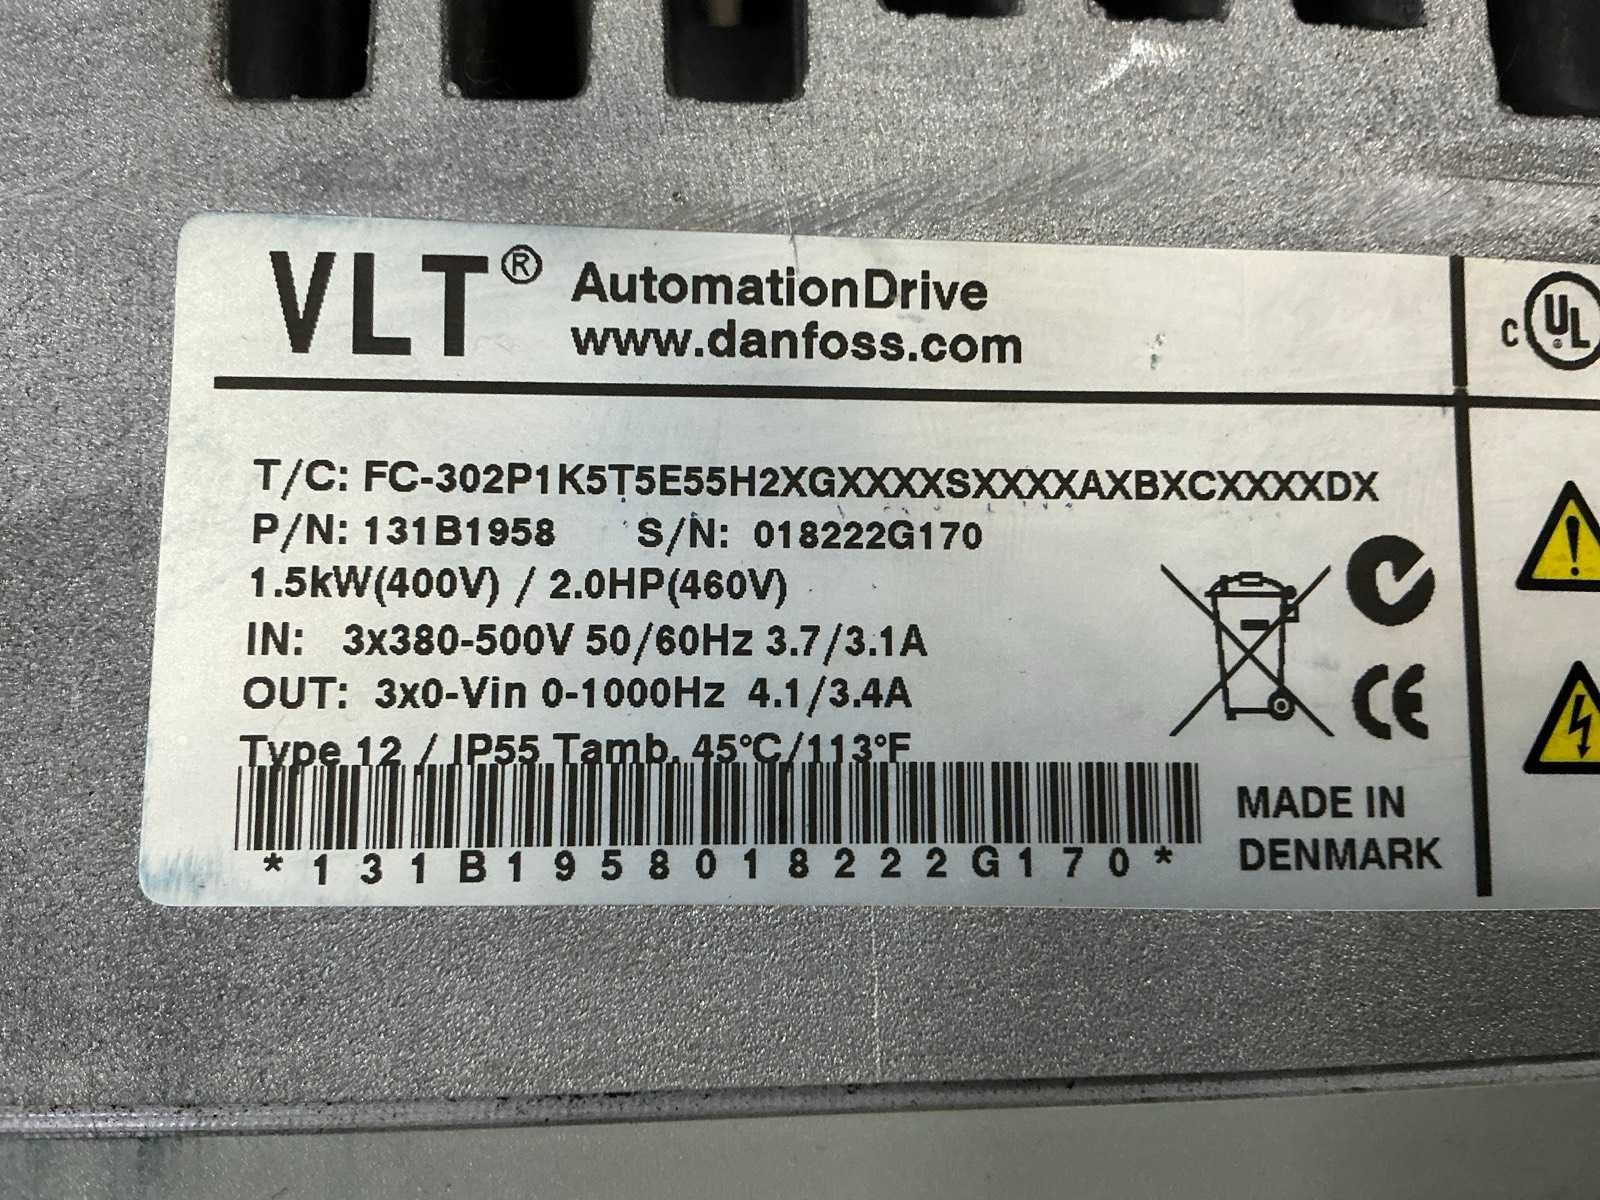 VLT® AutomationDrive
www.danfoss.com
c UL
T/C: FC-302P1K5T5E55H2XGXXXXSXXXXAXBXCXXXXDX
P/N: 131B1958 S/N: 018222G170
1.5kW(400V) / 2.0HP(460V)
IN: 3x380-500V 50/60Hz 3.7/3.1A
OUT: 3x0-Vin 0-1000Hz 4.1/3.4A
CE
Type 12 / IP55 Tamb. 45°C/113°F
*131B1958018222G170*
MADE IN
DENMARK